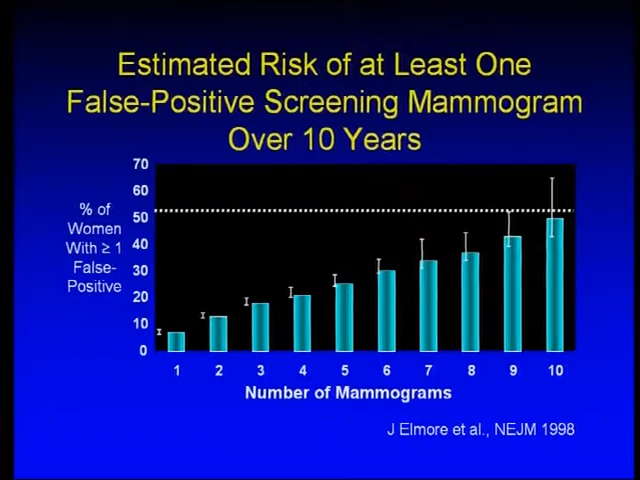 Estimated Risk of at Least One
False-Positive Screening Mammogram
Over 10 Years
% of
Women
With ≥ 1
False-
Positive
70
60
50
40
30
20
10
0
1 2 3 4 5 6 7 8 9 10
Number of Mammograms
J Elmore et al., NEJM 1998